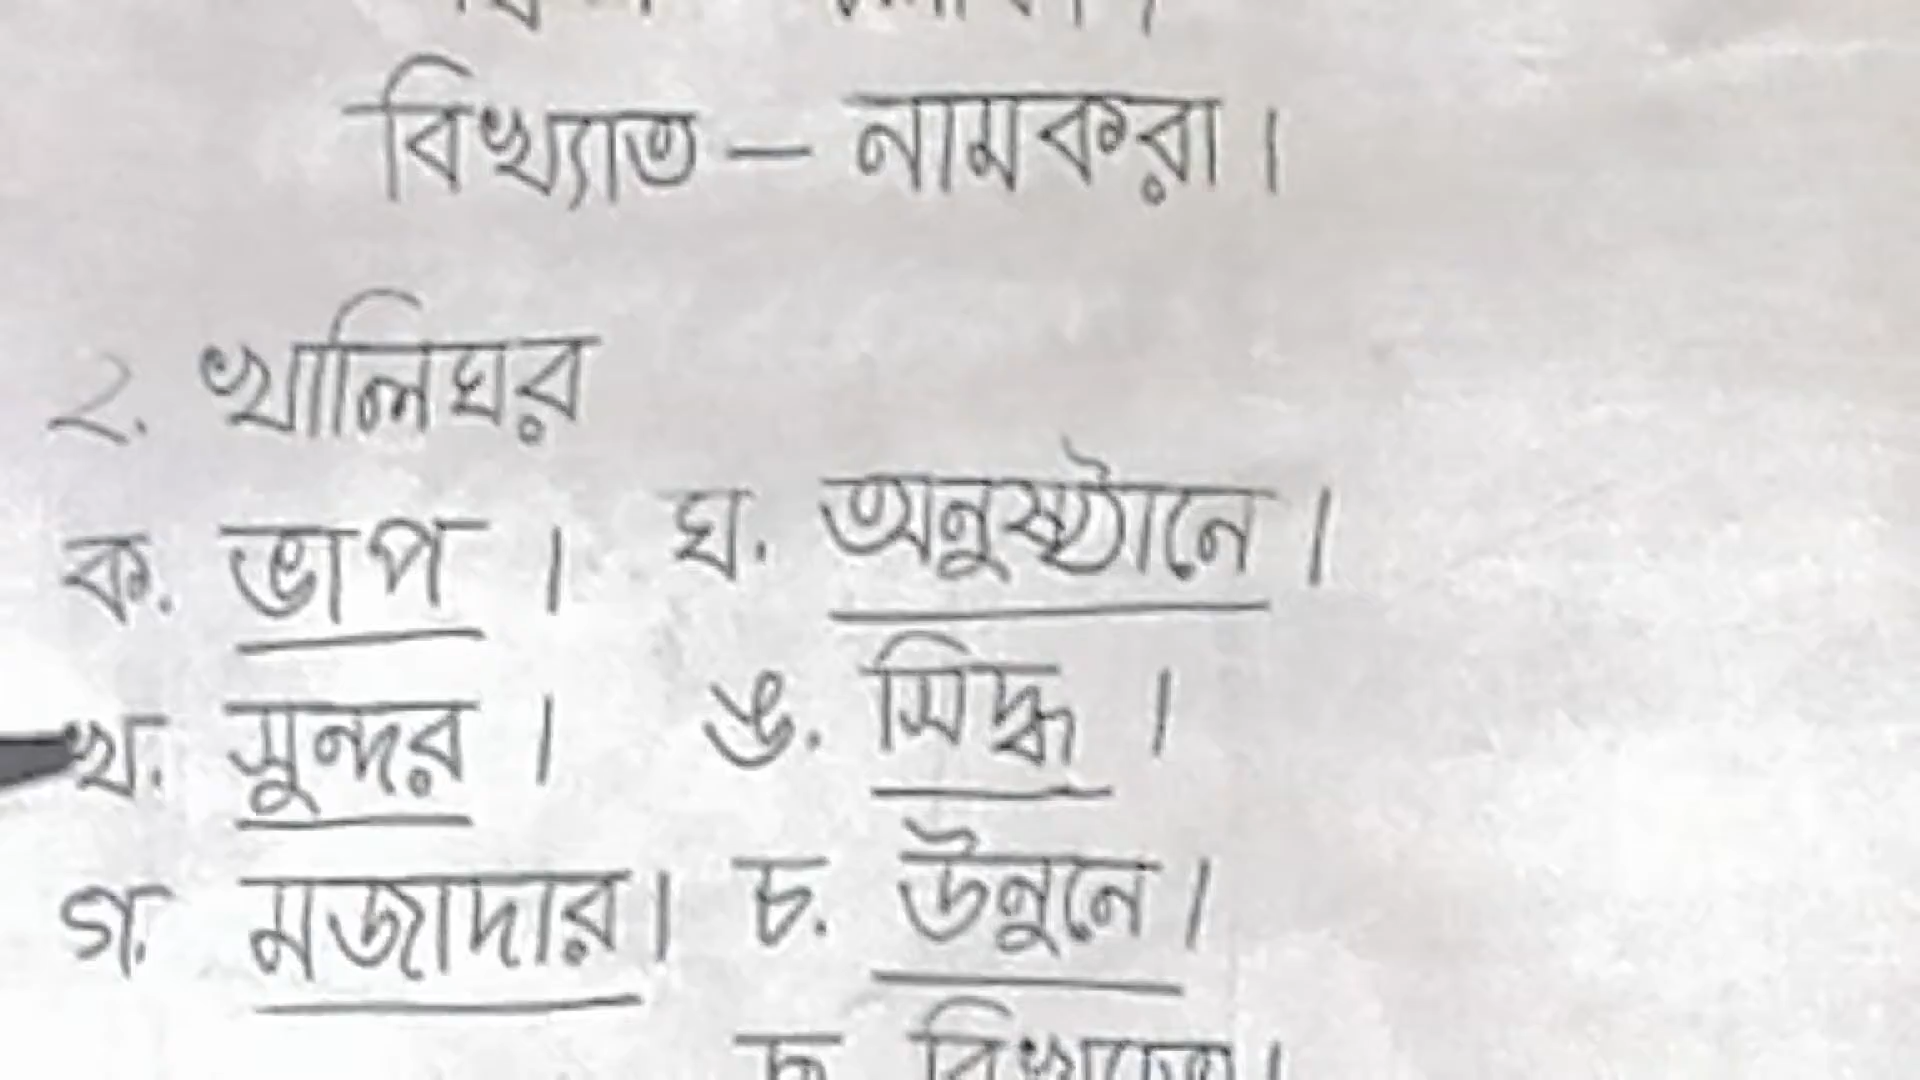 বিখ্যাত – নামকরা।
২. খালিঘর
ক. ভাপ । ঘ. অনুষ্ঠানে ।
খ. সুন্দর । ঙ. সিদ্ধ ।
গ. মজাদার। চ. উনুনে।